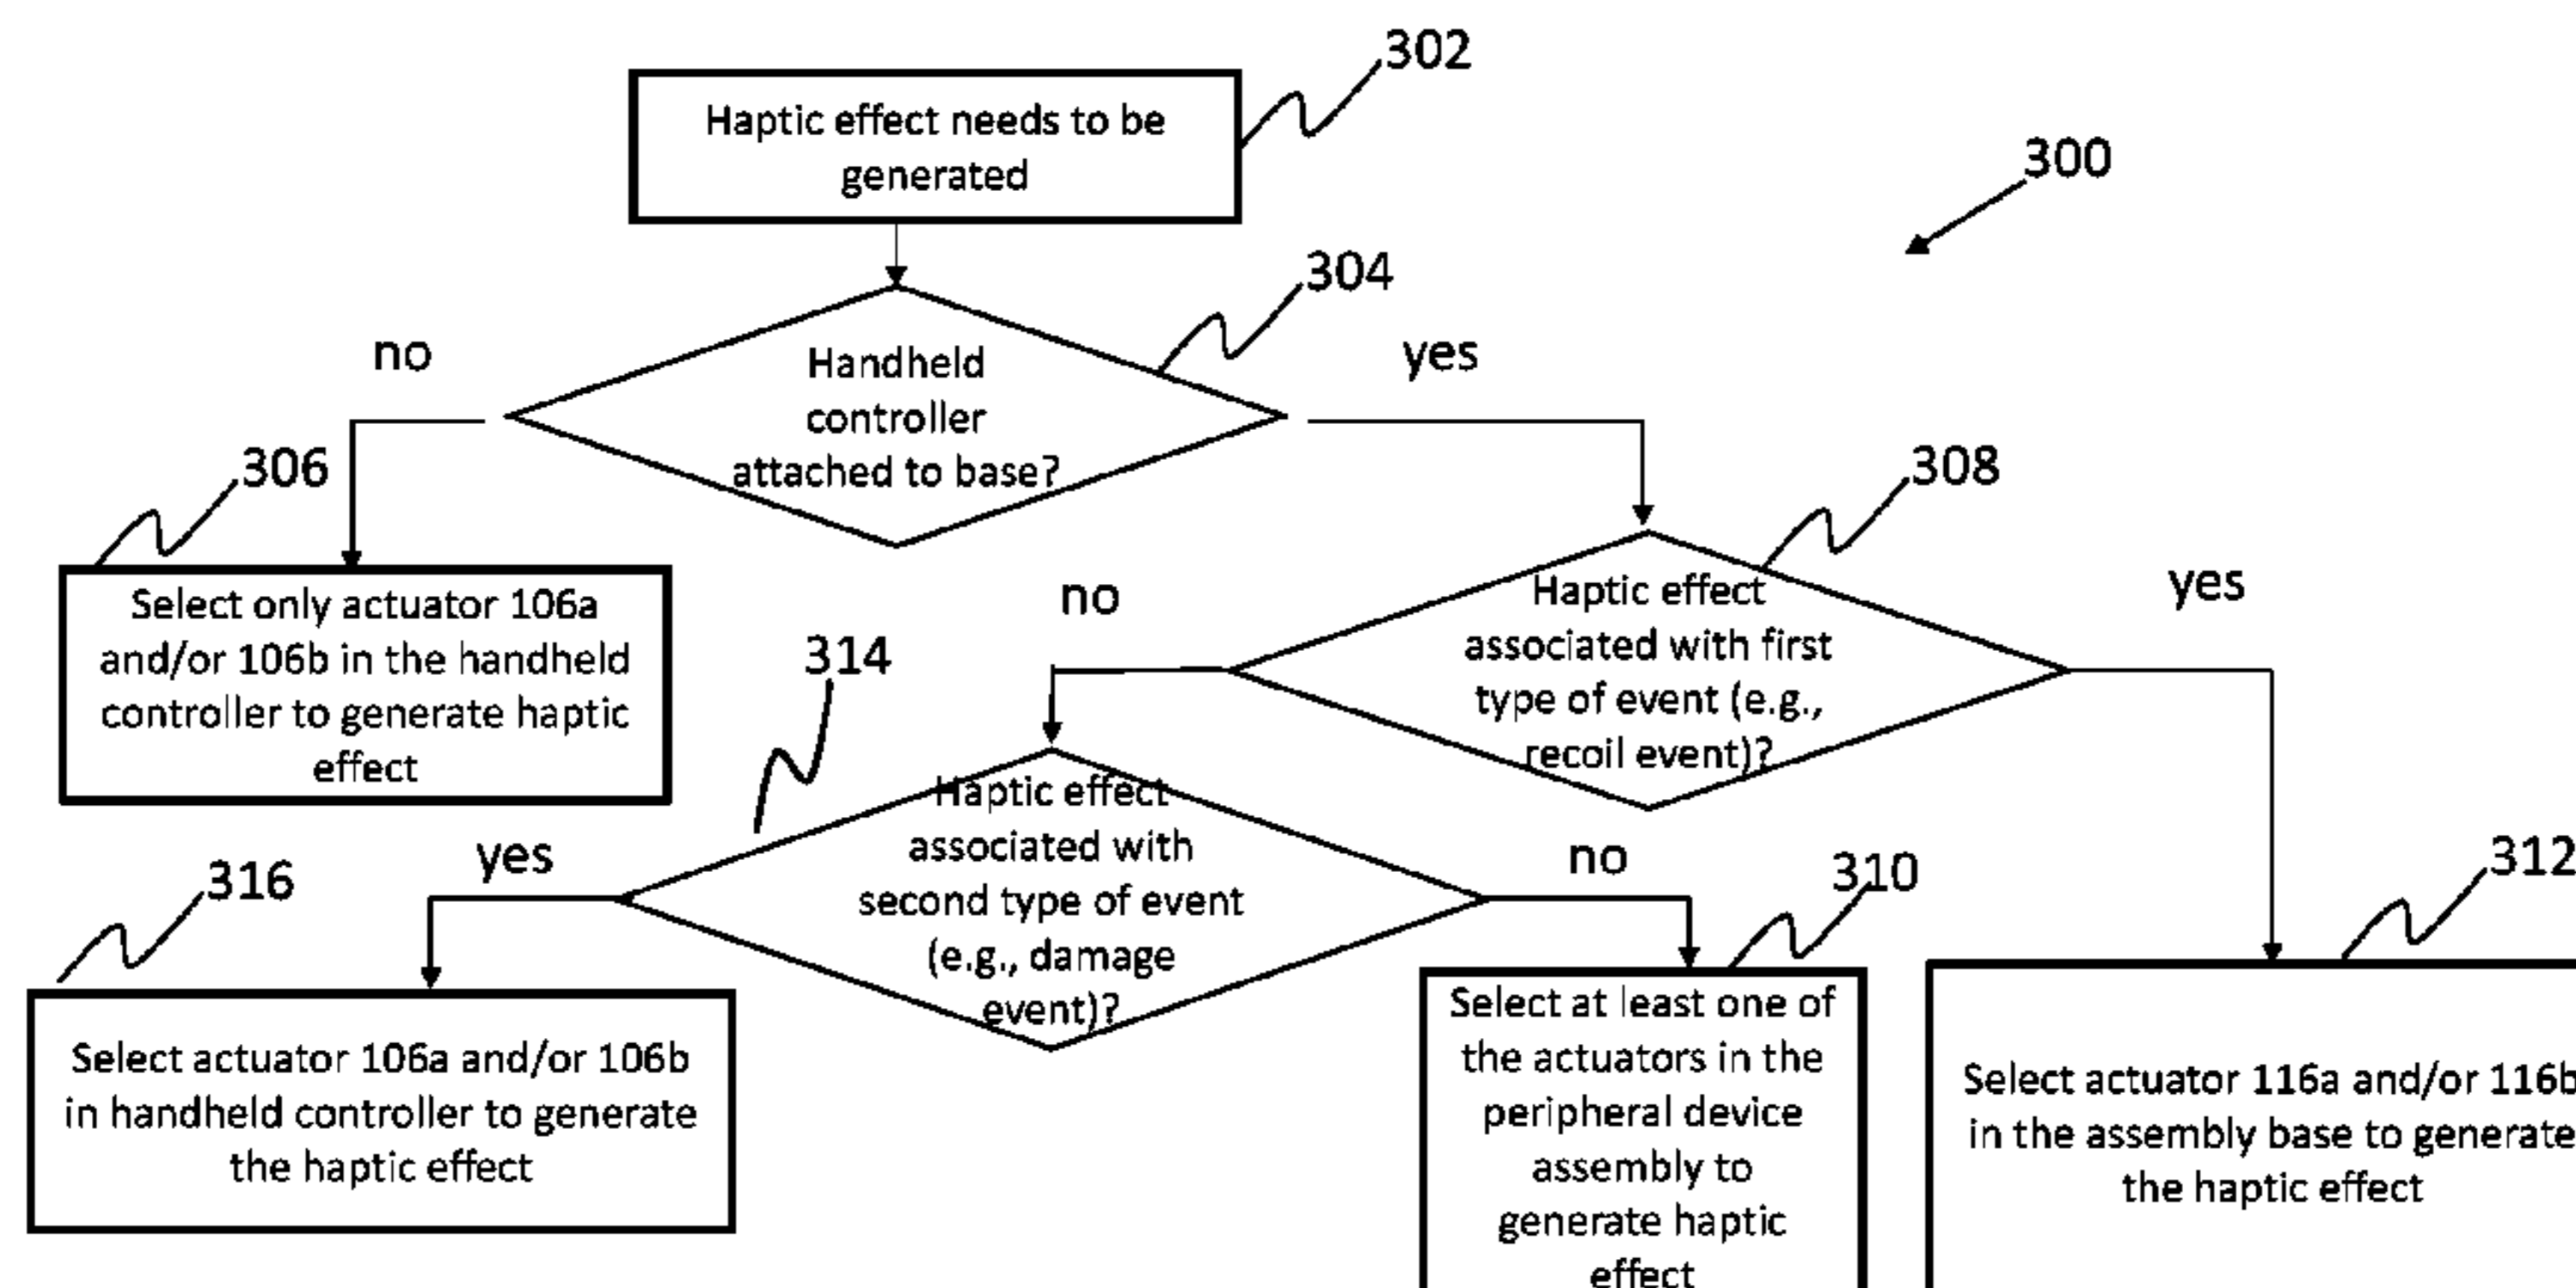 302
Haptic effect needs to be
generated
300
304
no
Handheld
controller
attached to base?
yes
306
308
Select only actuator 106a
and/or 106b in the handheld
controller to generate haptic
effect
no
Haptic effect
associated with first
type of event (e.g.,
recoil event)?
yes
314
Haptic effect
associated with
second type of event
(e.g., damage
event)?
yes
no
316
310
312
Select actuator 106a and/or 106b
in handheld controller to generate
the haptic effect
Select at least one of
the actuators in the
peripheral device
assembly to
generate haptic
effect
Select actuator 116a and/or 116b
in the assembly base to generate
the haptic effect